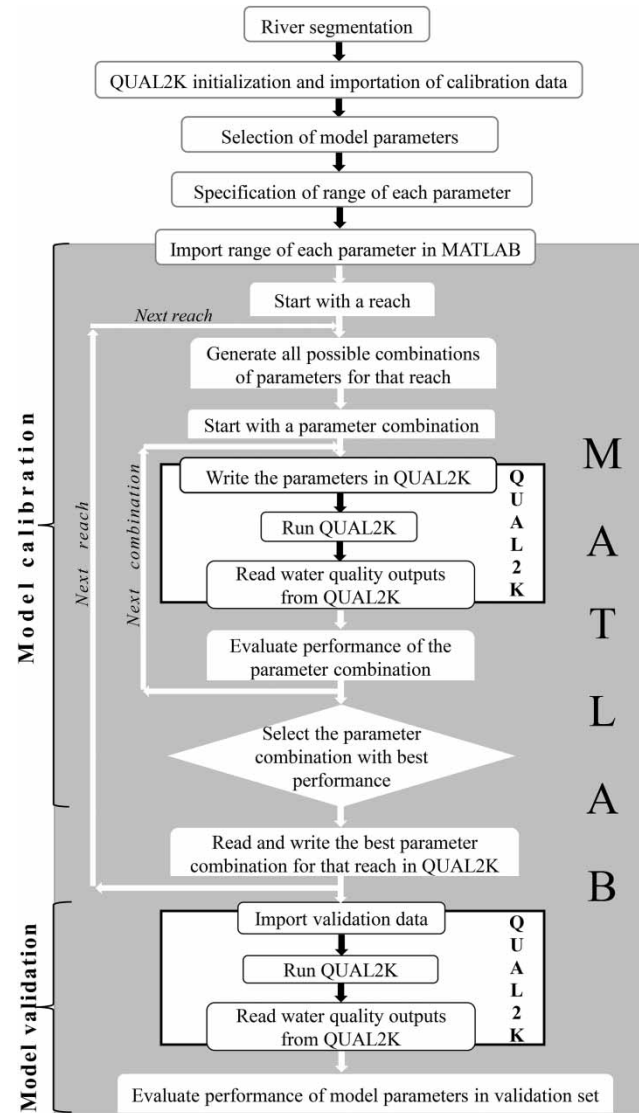 River segmentation
QUAL2K initialization and importation of calibration data
Selection of model parameters
Specification of range of each parameter
Import range of each parameter in MATLAB
Start with a reach
Next reach
Generate all possible combinations
of parameters for that reach
Start with a parameter combination
Write the parameters in QUAL2K
Run QUAL2K
Read water quality outputs
from QUAL2K
QUAL2K
Evaluate performance of the
parameter combination
Next combination
Next reach
Select the parameter
combination with best
performance
Read and write the best parameter
combination for that reach in QUAL2K
Model calibration
MATLAB
Import validation data
Run QUAL2K
Read water quality outputs
from QUAL2K
QUAL2K
Evaluate performance of model parameters in validation set
Model validation